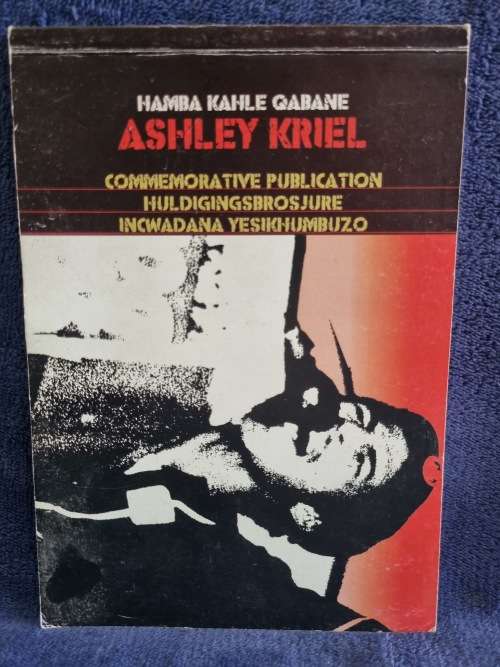 HAMBA KAHLE QABANE
ASHLEY KRIEL
COMMEMORATIVE PUBLICATION
HULDIGINGSBROSJURE
INCWADANA YESIKHUMBUZO